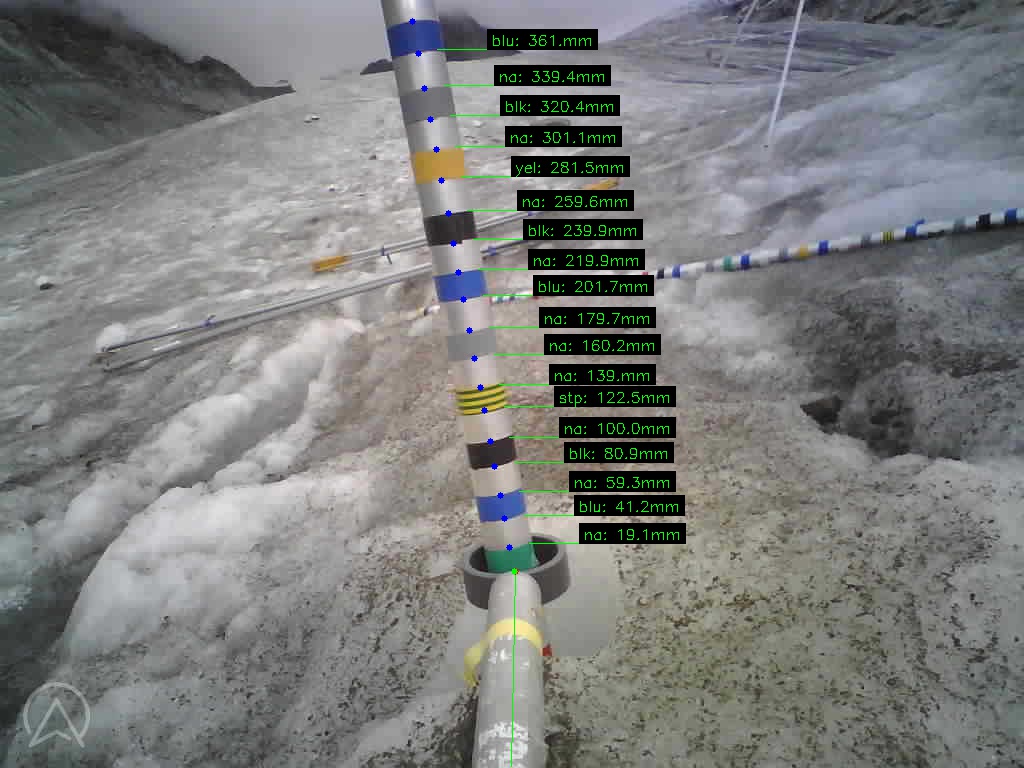 blu: 361.mm
na: 339.4mm
blk: 320.4mm
na: 301.1mm
yel: 281.5mm
na: 259.6mm
blk: 239.9mm
na: 219.9mm
blu: 201.7mm
na: 179.7mm
na: 160.2mm
na: 139.mm
stp: 122.5mm
na: 100.0mm
blk: 80.9mm
na: 59.3mm
blu: 41.2mm
na: 19.1mm